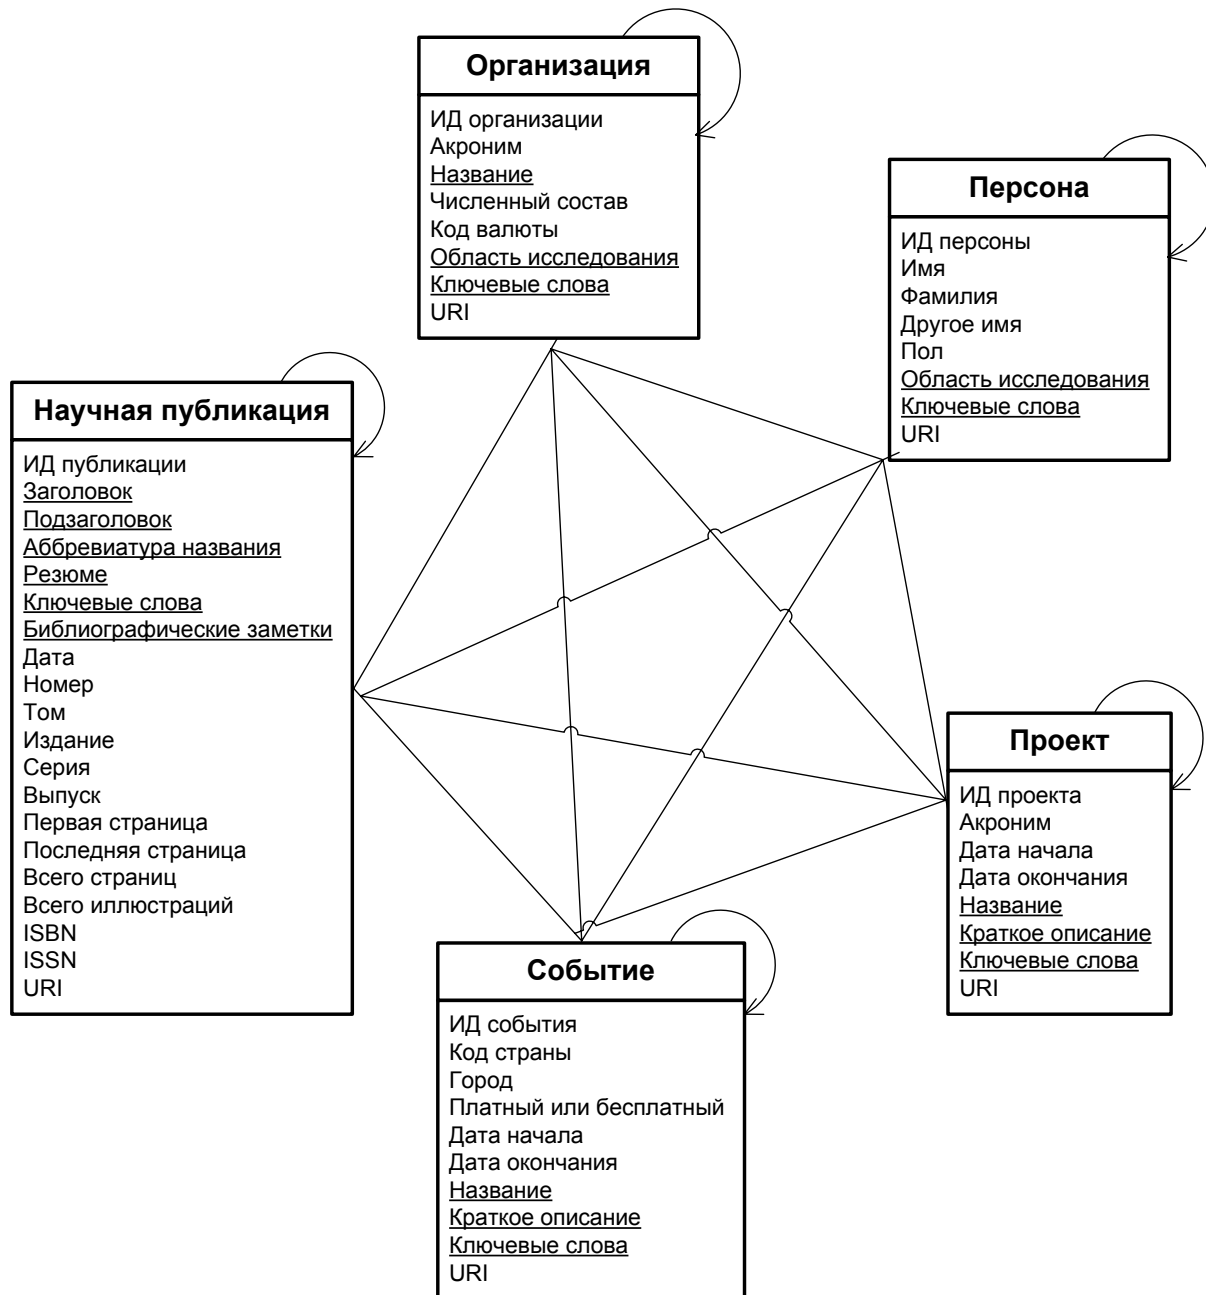 Организация
ИД организации
Акроним
Название
Численный состав
Код валюты
Область исследования
Ключевые слова
URI
Персона
ИД персоны
Имя
Фамилия
Другое имя
Пол
Область исследования
Ключевые слова
URI
Научная публикация
ИД публикации
Заголовок
Подзаголовок
Аббревиатура названия
Резюме
Ключевые слова
Библиографические заметки
Дата
Номер
Том
Издание
Серия
Выпуск
Первая страница
Последняя страница
Всего страниц
Всего иллюстраций
ISBN
ISSN
URI
Проект
ИД проекта
Акроним
Дата начала
Дата окончания
Название
Краткое описание
Ключевые слова
URI
Событие
ИД события
Код страны
Город
Платный или бесплатный
Дата начала
Дата окончания
Название
Краткое описание
Ключевые слова
URI